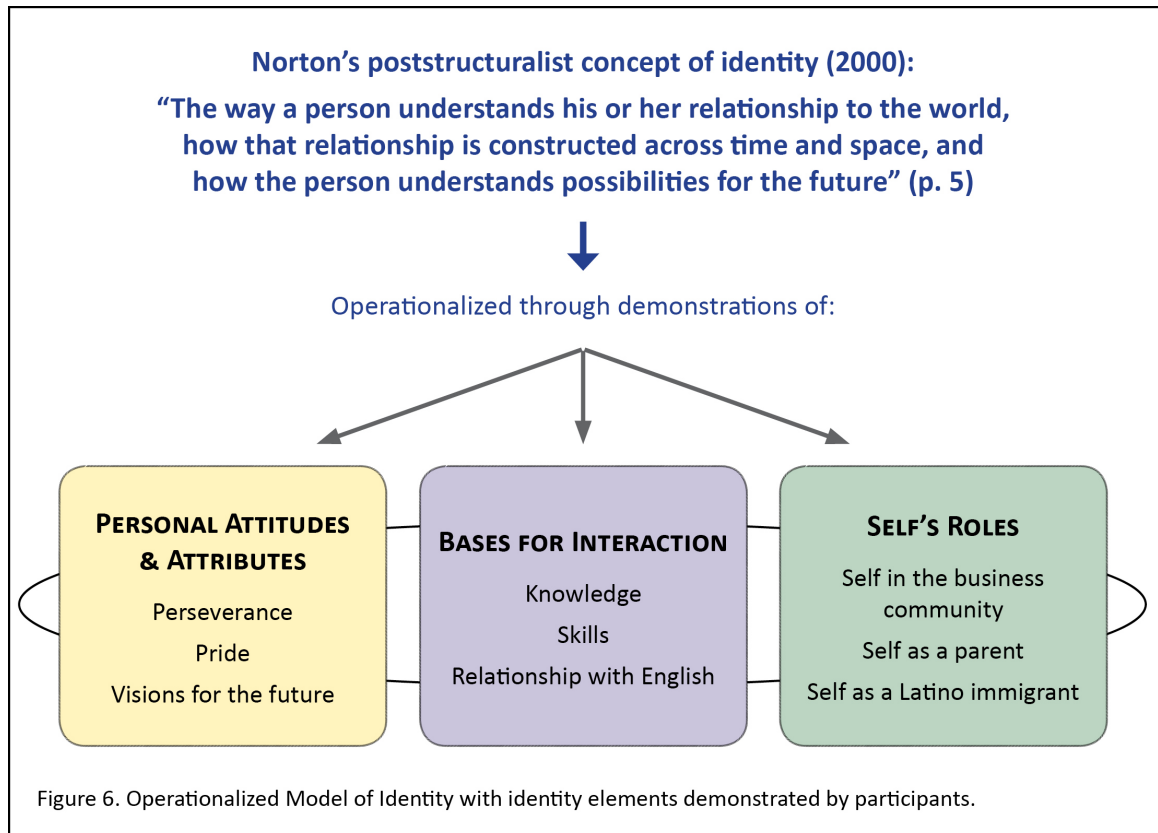 Norton's poststructuralist concept of identity (2000):
“The way a person understands his or her relationship to the world,
how that relationship is constructed across time and space, and
how the person understands possibilities for the future” (p. 5)
Operationalized through demonstrations of:
PERSONAL ATTITUDES
& ATTRIBUTES
Perseverance
Pride
Visions for the future
BASES FOR INTERACTION
Knowledge
Skills
Relationship with English
SELF’S ROLES
Self in the business
community
Self as a parent
Self as a Latino immigrant
Figure 6. Operationalized Model of Identity with identity elements demonstrated by participants.